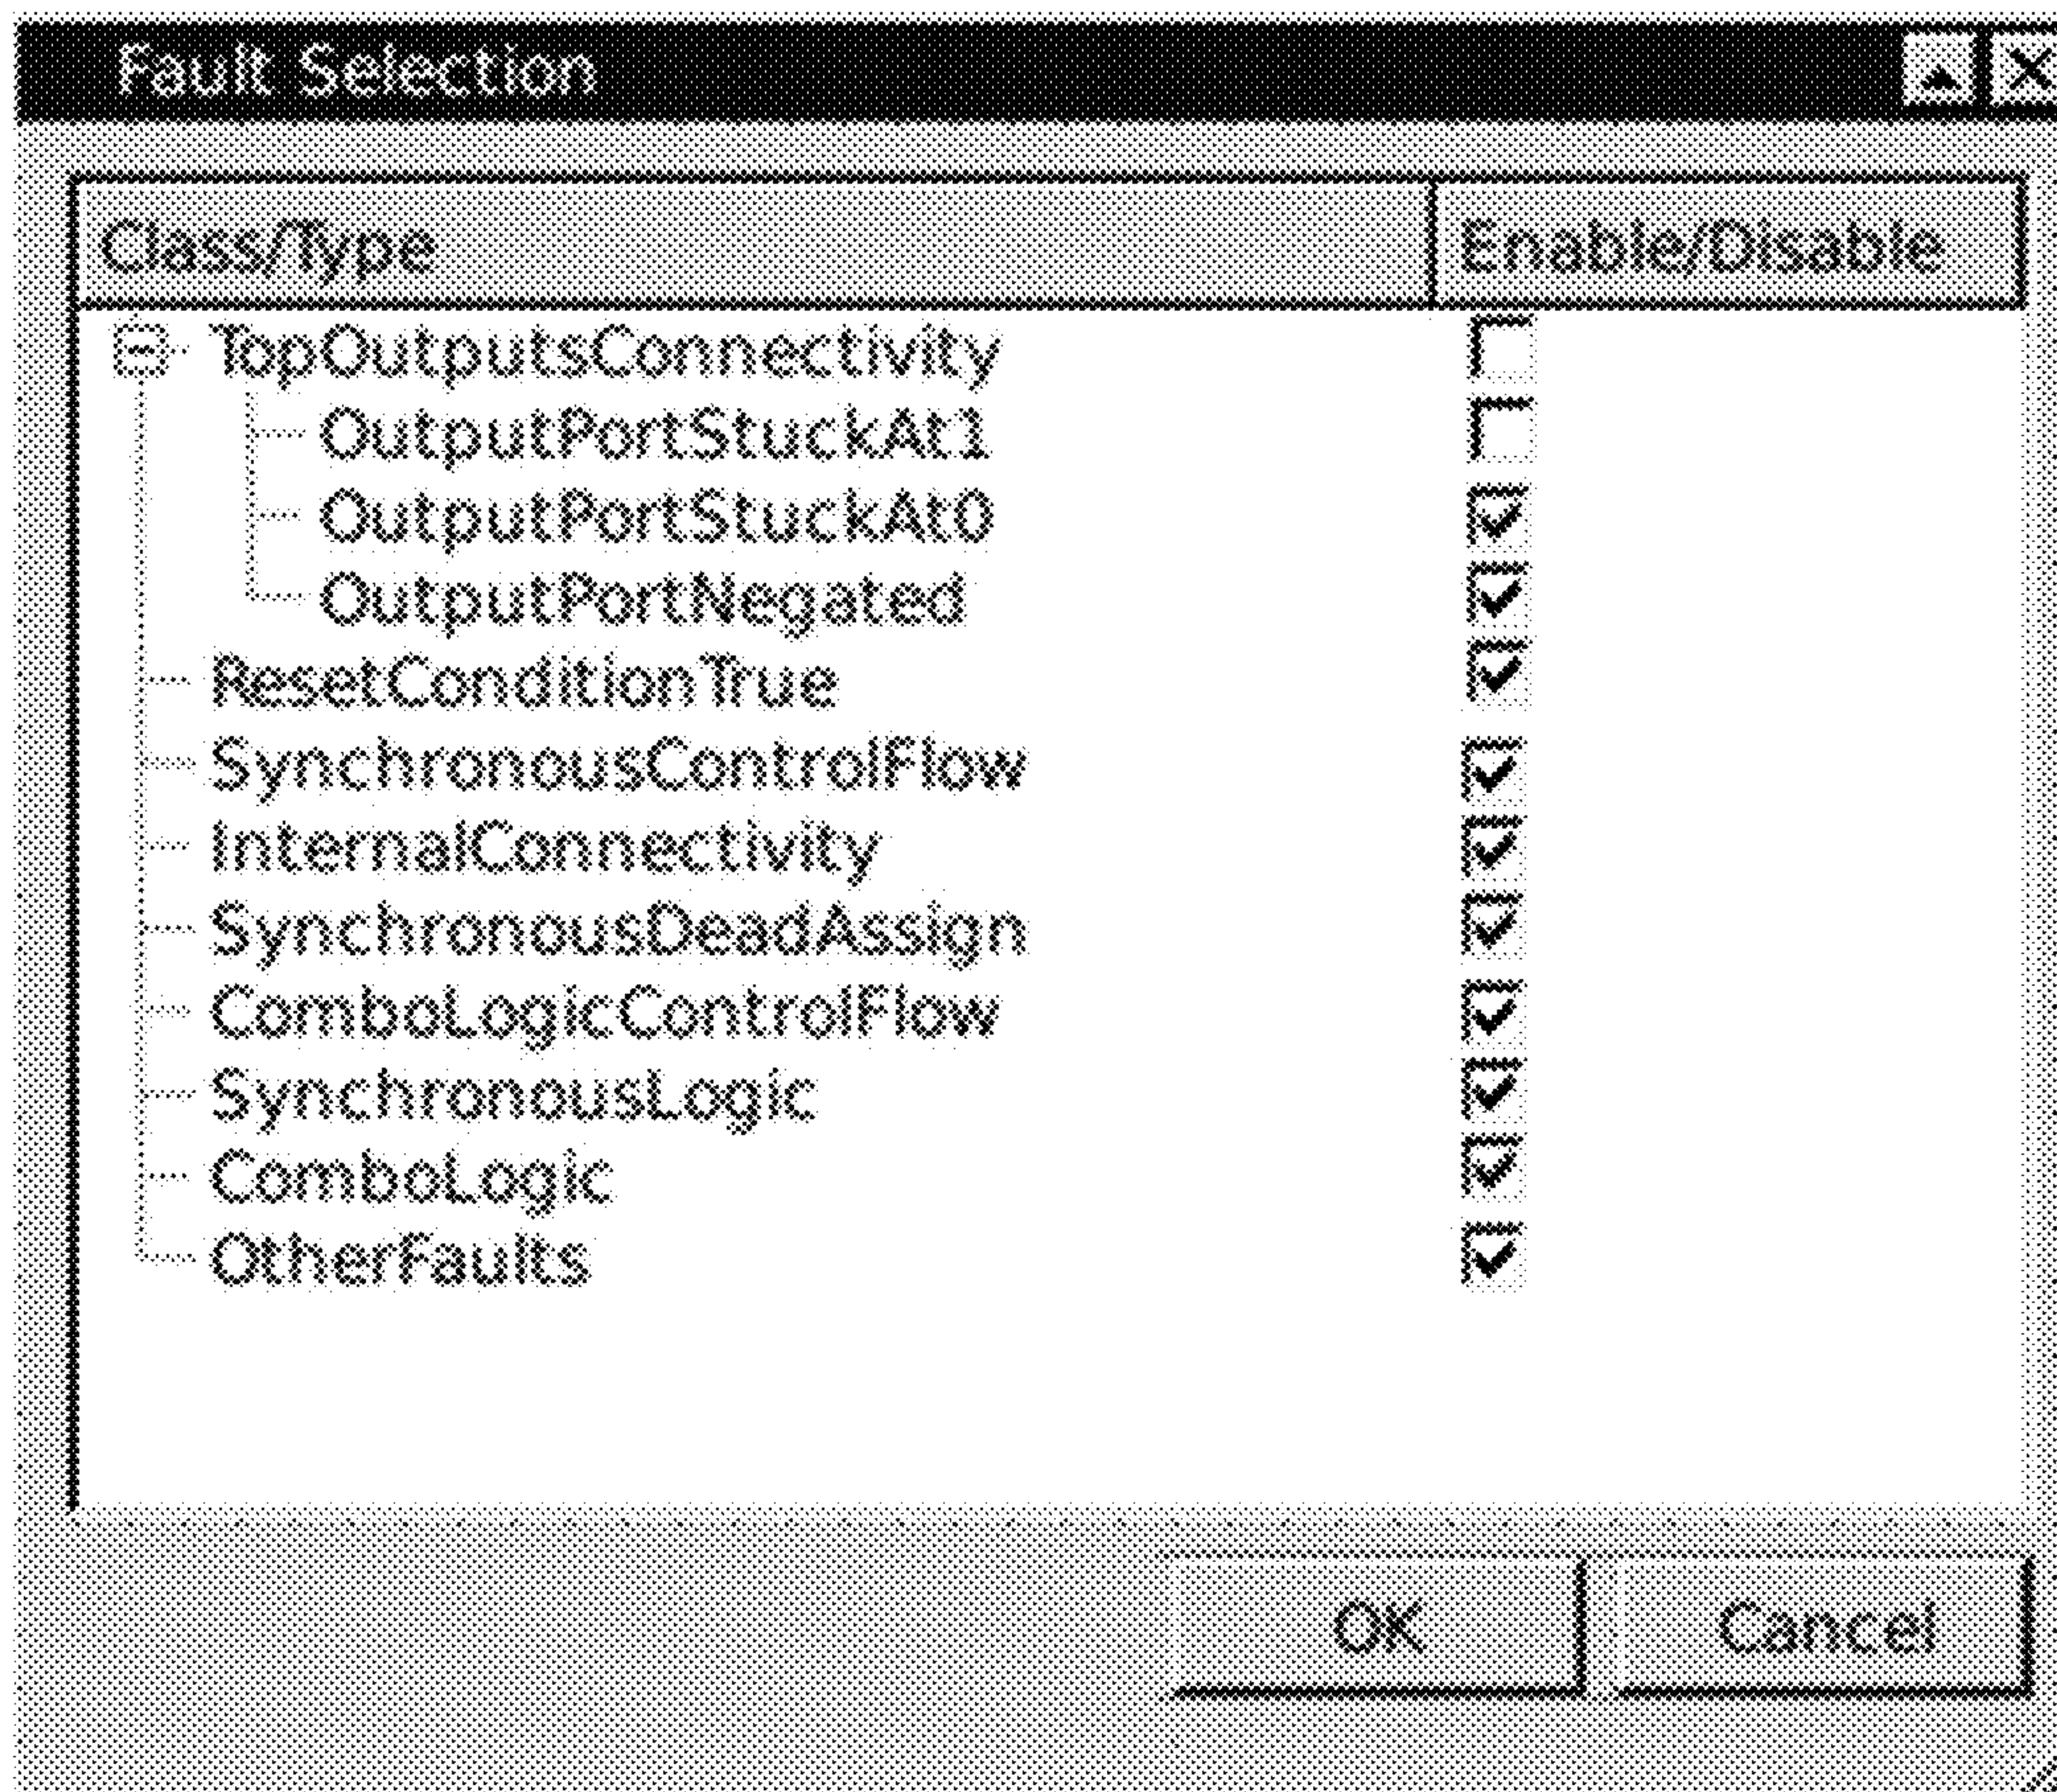 Fault Selection
Class/Type Enable/Disable
TopOutputsConnectivity
OutputPortStuckAt1
OutputPortStuckAt0
OutputPortNegated
ResetConditionTrue
SynchronousControlFlow
InternalConnectivity
SynchronousDeadAssign
ComboLogicControlFlow
SynchronousLogic
ComboLogic
OtherFaults
OK Cancel